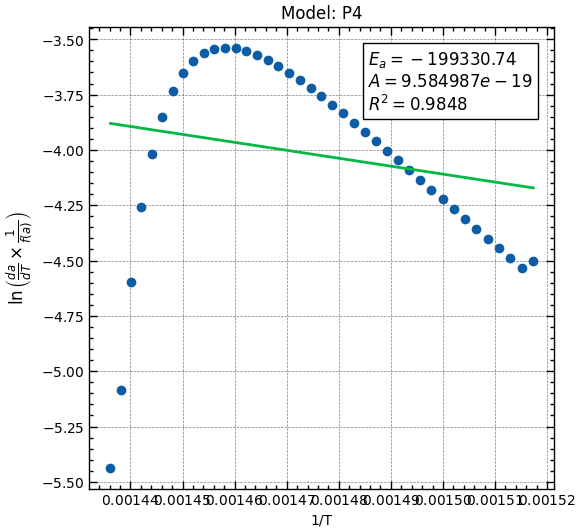 Model: P4
E_a = −199330.74
A = 9.584987e − 19
R² = 0.9848
ln(da/dT × 1/f(a))
−3.50
−3.75
−4.00
−4.25
−4.50
−4.75
−5.00
−5.25
−5.50
0.00144 0.00145 0.00146 0.00147 0.00148 0.00149 0.00150 0.00151 0.00152
1/T